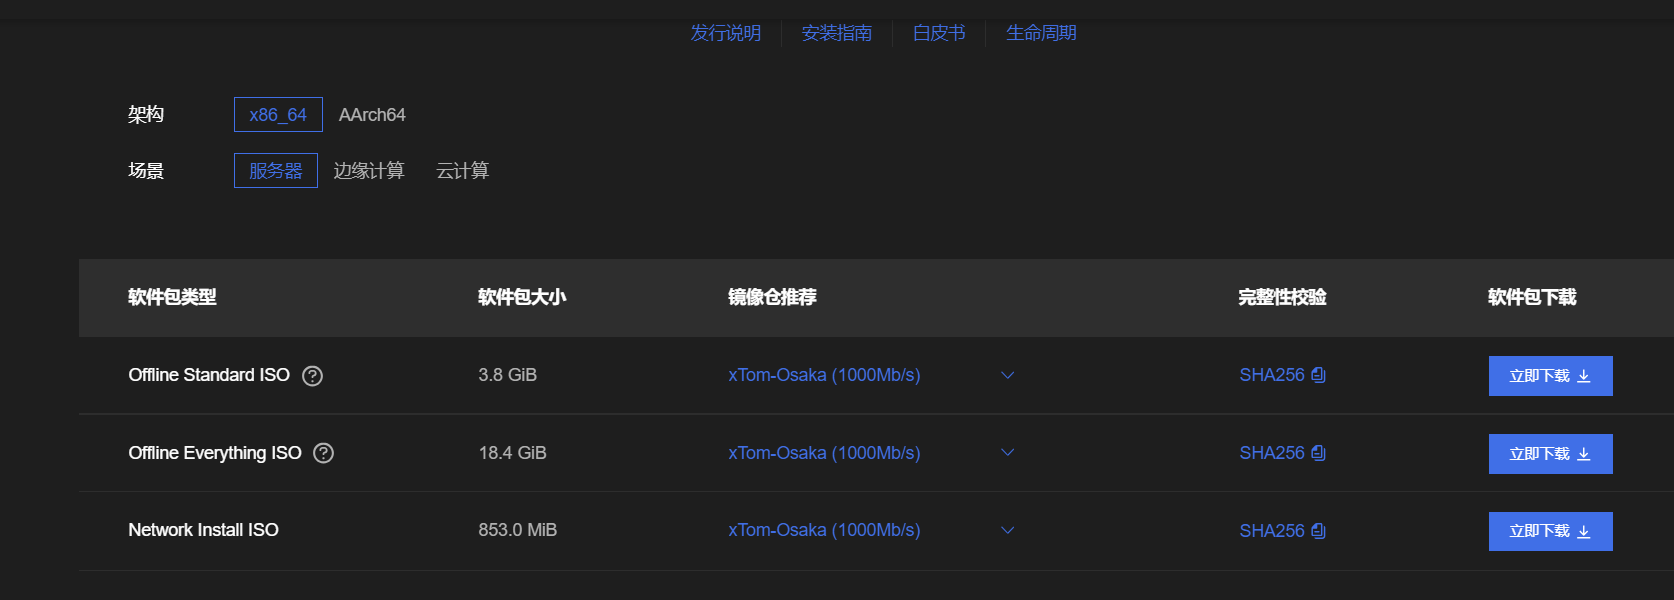 发行说明 安装指南 白皮书 生命周期
架构 x86_64 AArch64
场景 服务器 边缘计算 云计算
软件包类型 软件包大小 镜像仓推荐 完整性校验 软件包下载
Offline Standard ISO 3.8 GiB xTom-Osaka (1000Mb/s) SHA256 立即下载
Offline Everything ISO 18.4 GiB xTom-Osaka (1000Mb/s) SHA256 立即下载
Network Install ISO 853.0 MiB xTom-Osaka (1000Mb/s) SHA256 立即下载